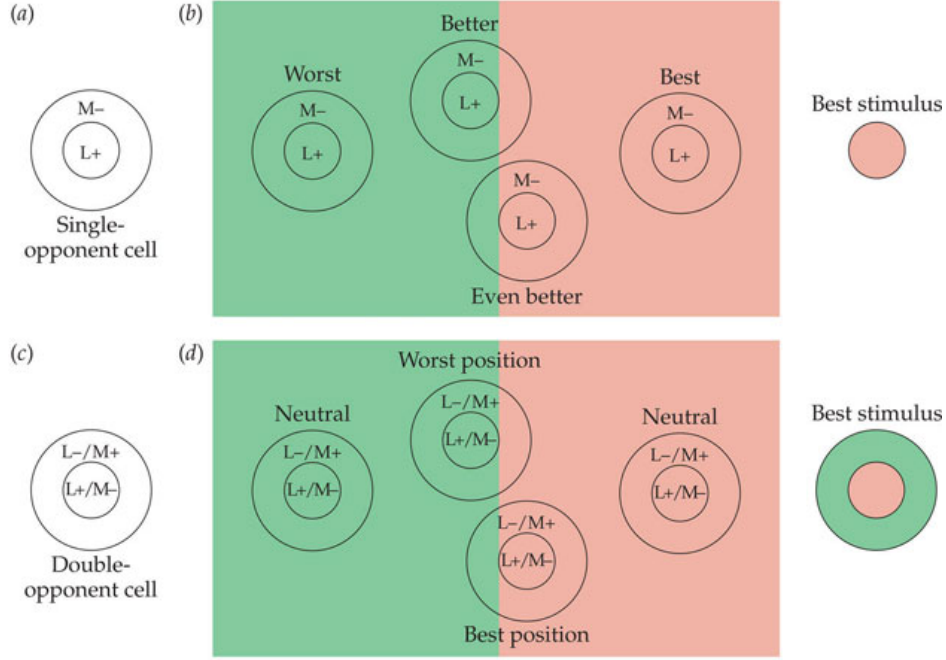 (a)
M−
L+
Single-
opponent cell
(b)
Better
Worst
M−
L+
M−
L+
Best
M−
L+
M−
L+
Even better
Best stimulus
(c)
L−/M+
L+/M−
Double-
opponent cell
(d)
Worst position
Neutral
L−/M+
L+/M−
L−/M+
L+/M−
Neutral
L−/M+
L+/M−
L−/M+
L+/M−
Best position
Best stimulus